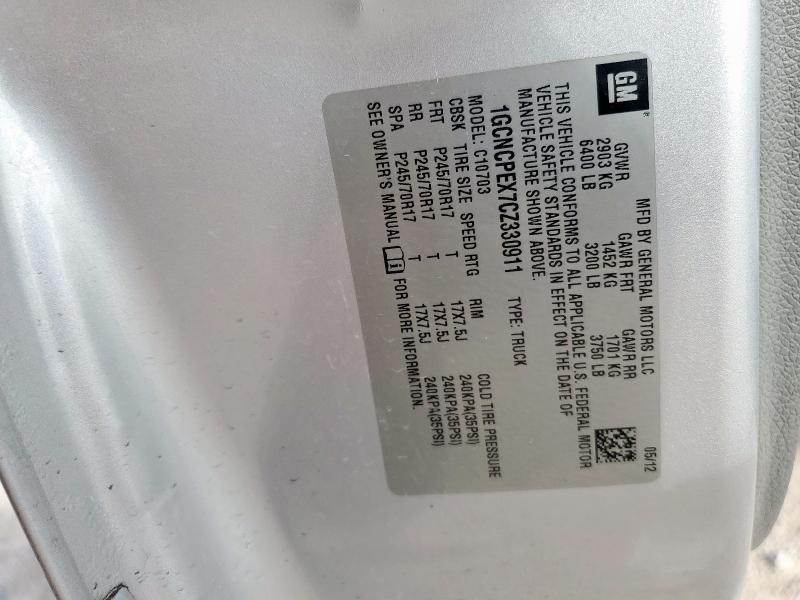 GM
MFD BY GENERAL MOTORS LLC 05/12
GVWR GAWR FRT GAWR RR
2903 KG 1452 KG 1701 KG
6400 LB 3200 LB 3750 LB
THIS VEHICLE CONFORMS TO ALL APPLICABLE U.S. FEDERAL MOTOR
VEHICLE SAFETY STANDARDS IN EFFECT ON THE DATE OF
MANUFACTURE SHOWN ABOVE.
1GCNCPEX7CZ330911 TYPE: TRUCK
MODEL: C10703
CBSK TIRE SIZE SPEED RTG RIM COLD TIRE PRESSURE
FRT P245/70R17 T 17X7.5J 240KPA(35PSI)
RR P245/70R17 T 17X7.5J 240KPA(35PSI)
SPA P245/70R17 T 17X7.5J 240KPA(35PSI)
SEE OWNER'S MANUAL FOR MORE INFORMATION.